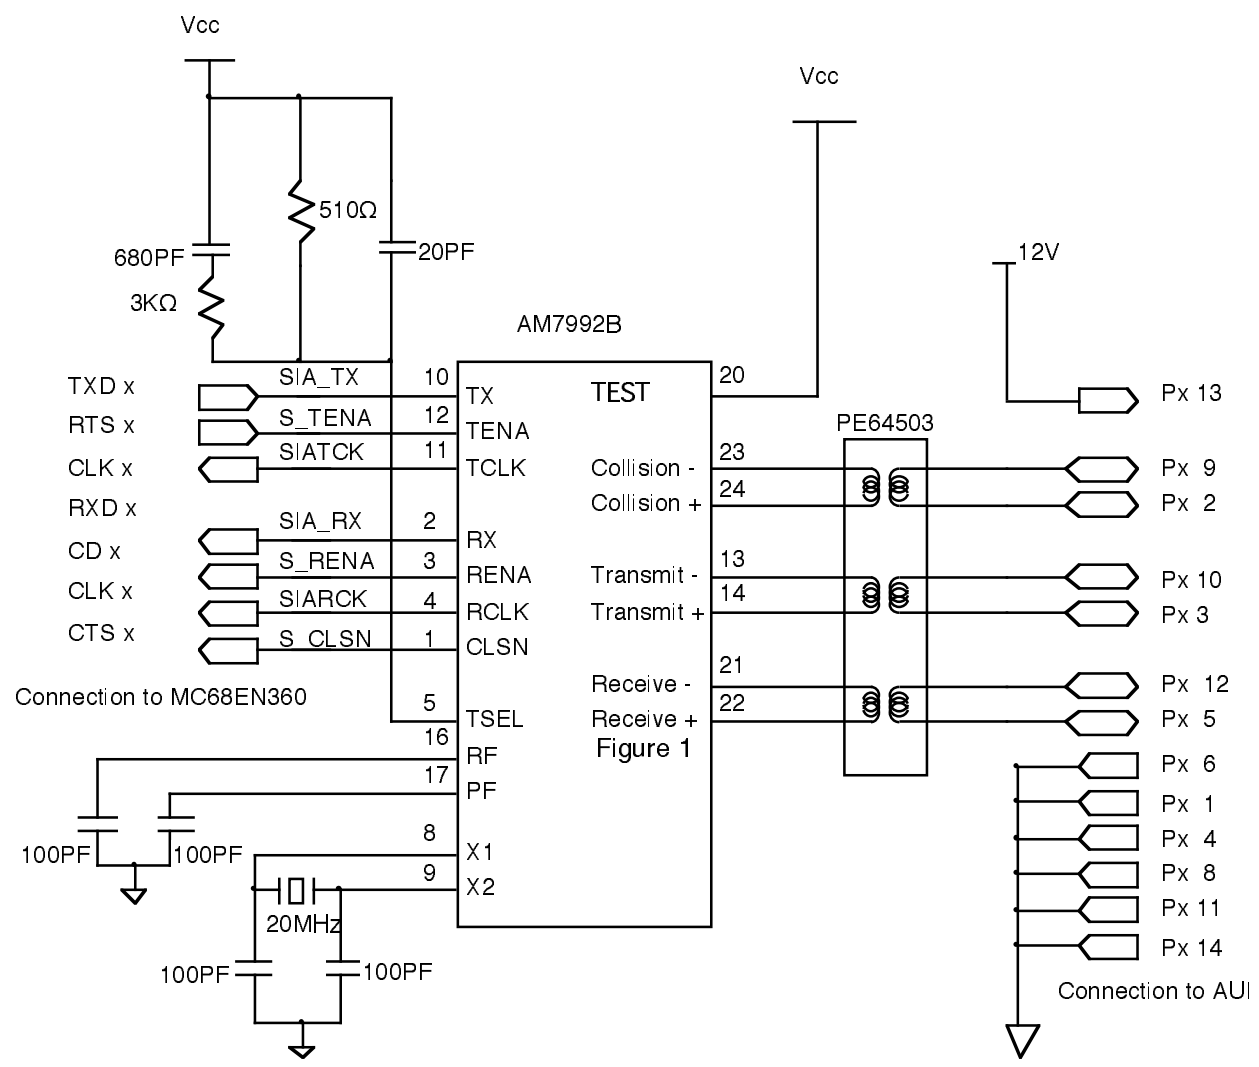 Vcc
Vcc
510Ω
680PF
20PF
12V
3KΩ
AM7992B
TXD x
SIA_TX
10
TX
TEST
20
Px 13
RTS x
S_TENA
12
TENA
PE64503
CLK x
SIATCK
11
TCLK
Collision -
23
Px 9
RXD x
Collision +
24
Px 2
SIA_RX
2
RX
CD x
S_RENA
3
RENA
Transmit -
13
Px 10
CLK x
SIARCK
4
RCLK
Transmit +
14
Px 3
CTS x
S_CLSN
1
CLSN
Connection to MC68EN360
Receive -
21
Px 12
5
TSEL
Receive +
22
Px 5
Figure 1
16
RF
Px 6
17
PF
Px 1
100PF
100PF
8
X1
Px 4
9
X2
Px 8
20MHz
Px 11
100PF
100PF
Px 14
Connection to AUI